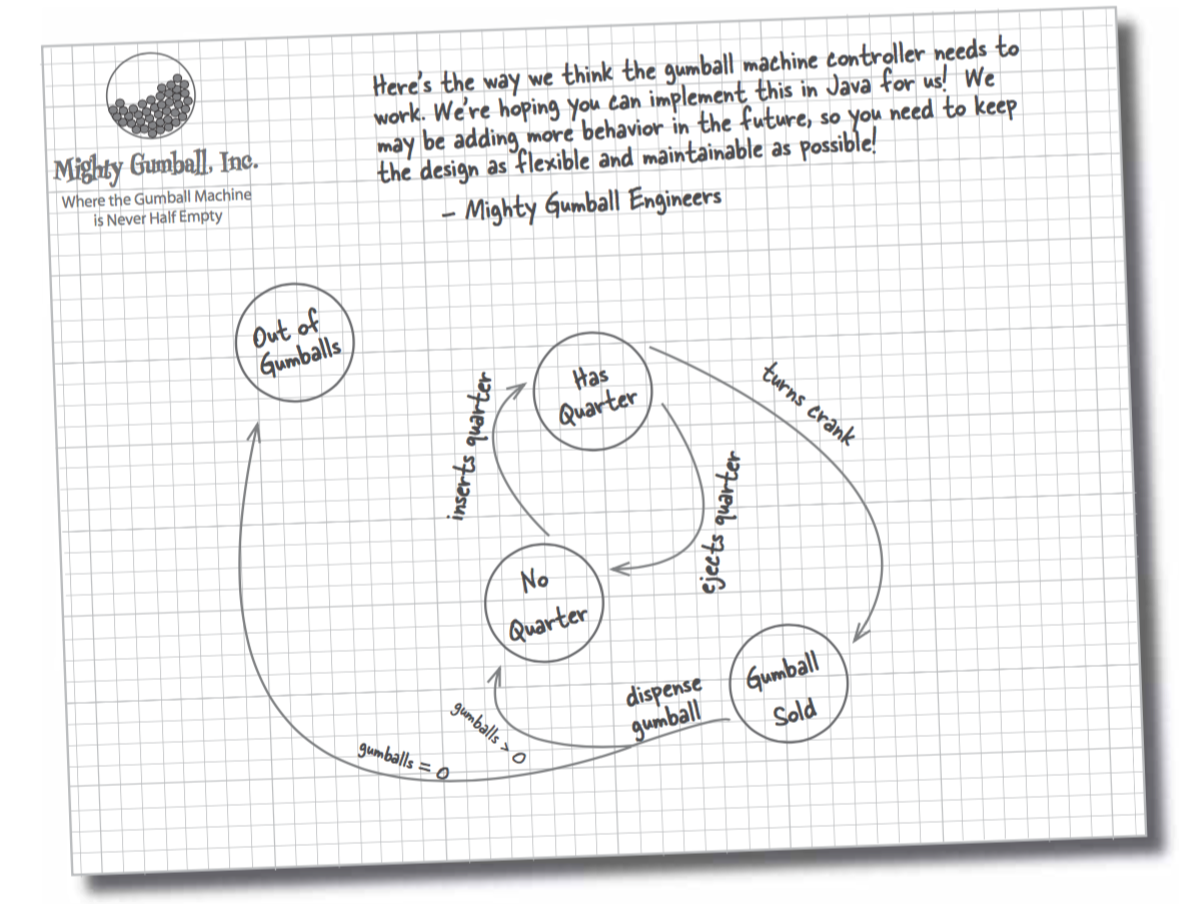 Here's the way we think the gumball machine controller needs to
work. We're hoping you can implement this in Java for us! We
may be adding more behavior in the future, so you need to keep
the design as flexible and maintainable as possible!
- Mighty Gumball Engineers
Mighty Gumball, Inc.
Where the Gumball Machine
is Never Half Empty
Out of
Gumballs
Has
Quarter
turns crank
inserts quarter
ejects quarter
No
Quarter
Gumball
Sold
dispense
gumball
gumballs > 0
gumballs = 0